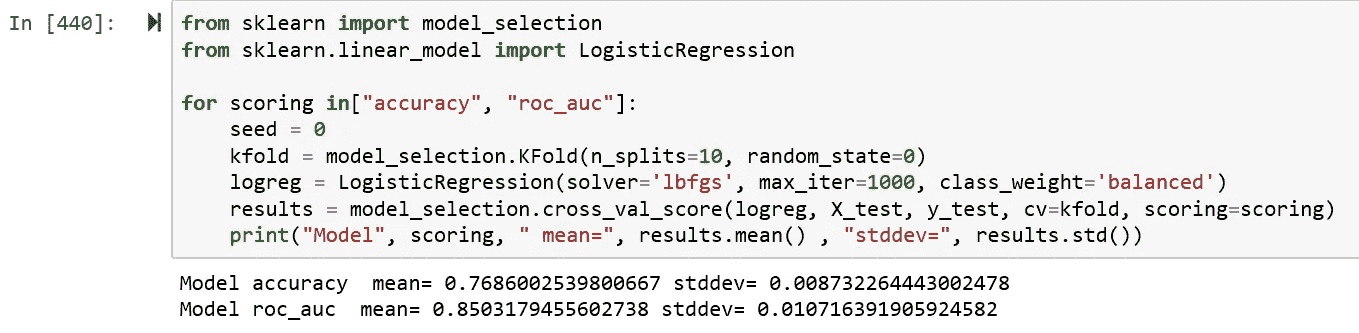 In [440]:
from sklearn import model_selection
from sklearn.linear_model import LogisticRegression
for scoring in["accuracy", "roc_auc"]:
    seed = 0
    kfold = model_selection.KFold(n_splits=10, random_state=0)
    logreg = LogisticRegression(solver='lbfgs', max_iter=1000, class_weight='balanced')
    results = model_selection.cross_val_score(logreg, X_test, y_test, cv=kfold, scoring=scoring)
    print("Model", scoring, " mean=", results.mean() , "stddev=", results.std())
Model accuracy  mean= 0.7686002539800667 stddev= 0.008732264443002478
Model roc_auc  mean= 0.8503179455602738 stddev= 0.010716391905924582